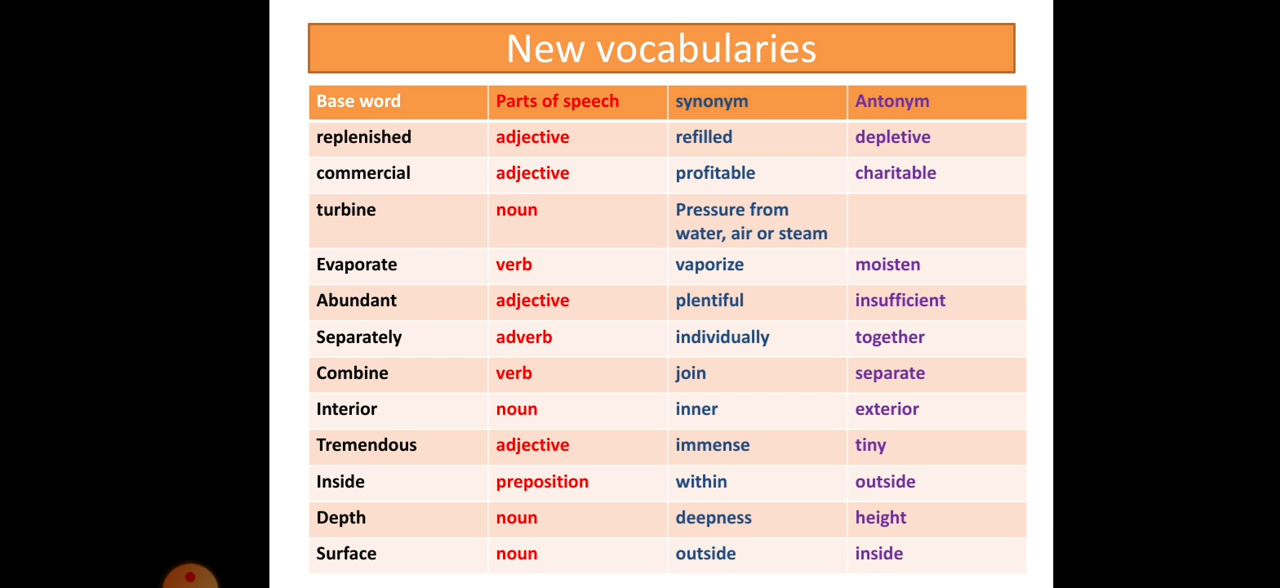 New vocabularies
Base word Parts of speech synonym Antonym
replenished adjective refilled depletive
commercial adjective profitable charitable
turbine noun Pressure from
water, air or steam
Evaporate verb vaporize moisten
Abundant adjective plentiful insufficient
Separately adverb individually together
Combine verb join separate
Interior noun inner exterior
Tremendous adjective immense tiny
Inside preposition within outside
Depth noun deepness height
Surface noun outside inside